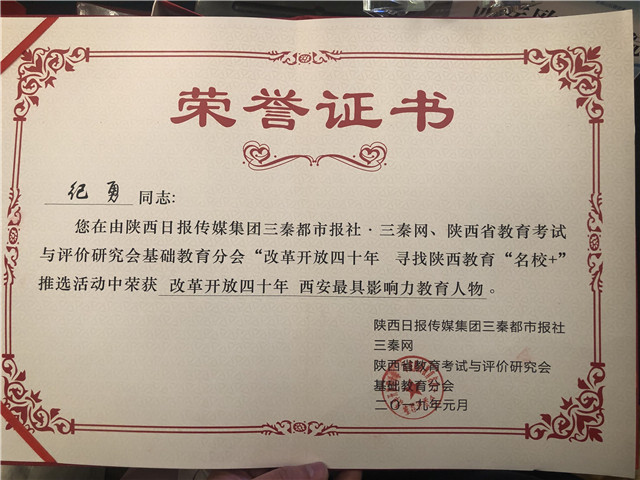 荣誉证书
纪勇 同志:
您在由陕西日报传媒集团三秦都市报社·三秦网、陕西省教育考试
与评价研究会基础教育分会“改革开放四十年 寻找陕西教育“名校+”
推选活动中荣获 改革开放四十年 西安最具影响力教育人物。
陕西日报传媒集团三秦都市报社
三秦网
陕西省教育考试与评价研究会
基础教育分会
二〇一九年元月